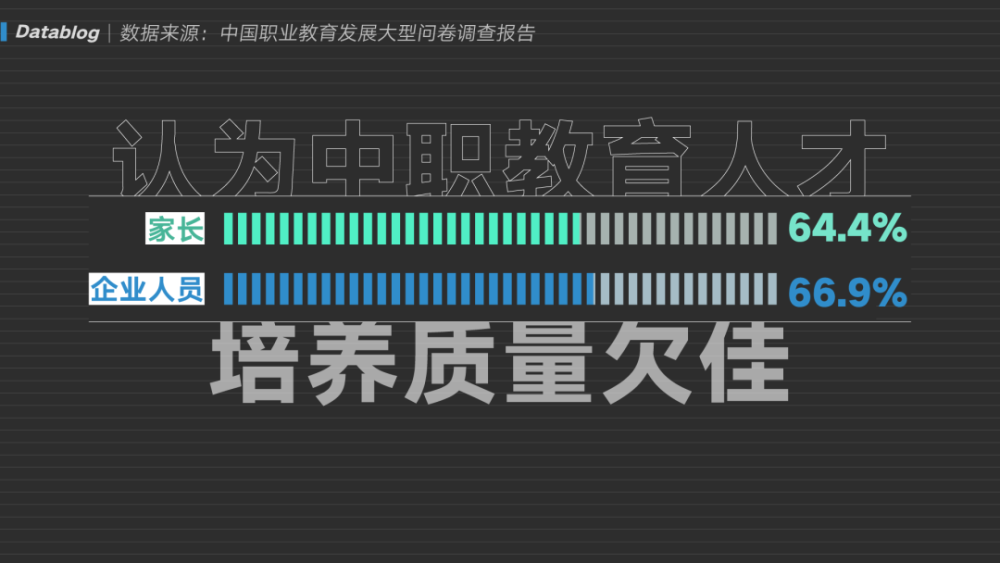 Datablog | 数据来源：中国职业教育发展大型问卷调查报告
认为中职教育人才
家长 64.4%
企业人员 66.9%
培养质量欠佳